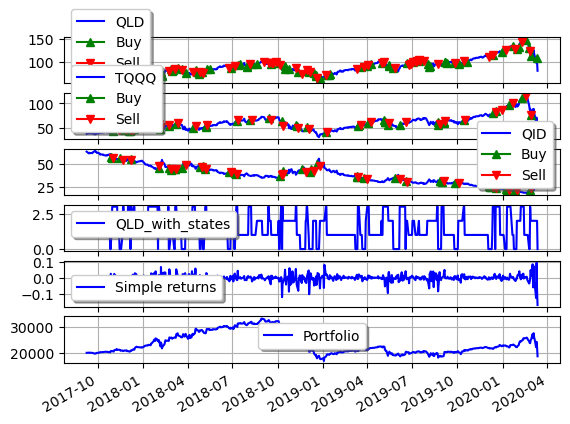 QLD
Buy
Sell
150
100
TQQQ
Buy
Sell
100
50
QID
Buy
Sell
50
25
QLD_with_states
2.5
0.0
Simple returns
0.1
0.0
−0.1
Portfolio
30000
20000
2017-10
2018-01
2018-04
2018-07
2018-10
2019-01
2019-04
2019-07
2019-10
2020-01
2020-04